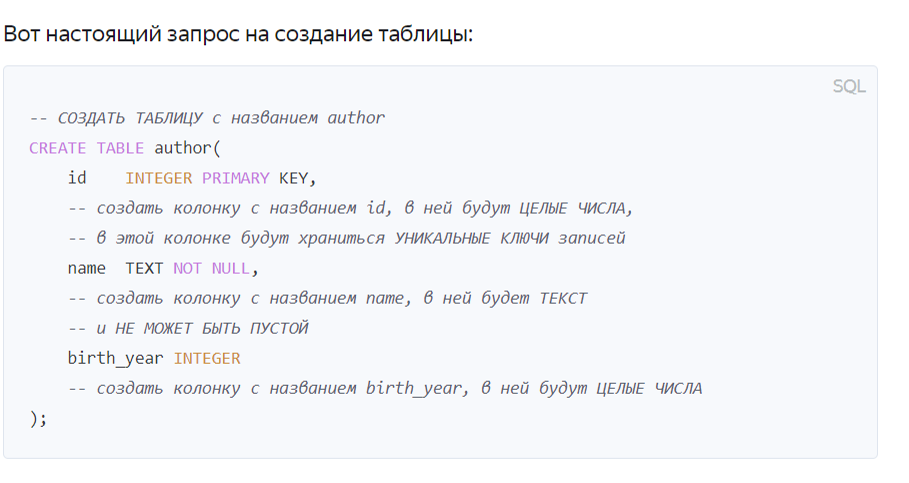 Вот настоящий запрос на создание таблицы:
SQL
-- СОЗДАТЬ ТАБЛИЦУ с названием author
CREATE TABLE author(
    id    INTEGER PRIMARY KEY,
    -- создать колонку с названием id, в ней будут ЦЕЛЫЕ ЧИСЛА,
    -- в этой колонке будут храниться УНИКАЛЬНЫЕ КЛЮЧИ записей
    name  TEXT NOT NULL,
    -- создать колонку с названием name, в ней будет ТЕКСТ
    -- и НЕ МОЖЕТ БЫТЬ ПУСТОЙ
    birth_year INTEGER
    -- создать колонку с названием birth_year, в ней будут ЦЕЛЫЕ ЧИСЛА
);